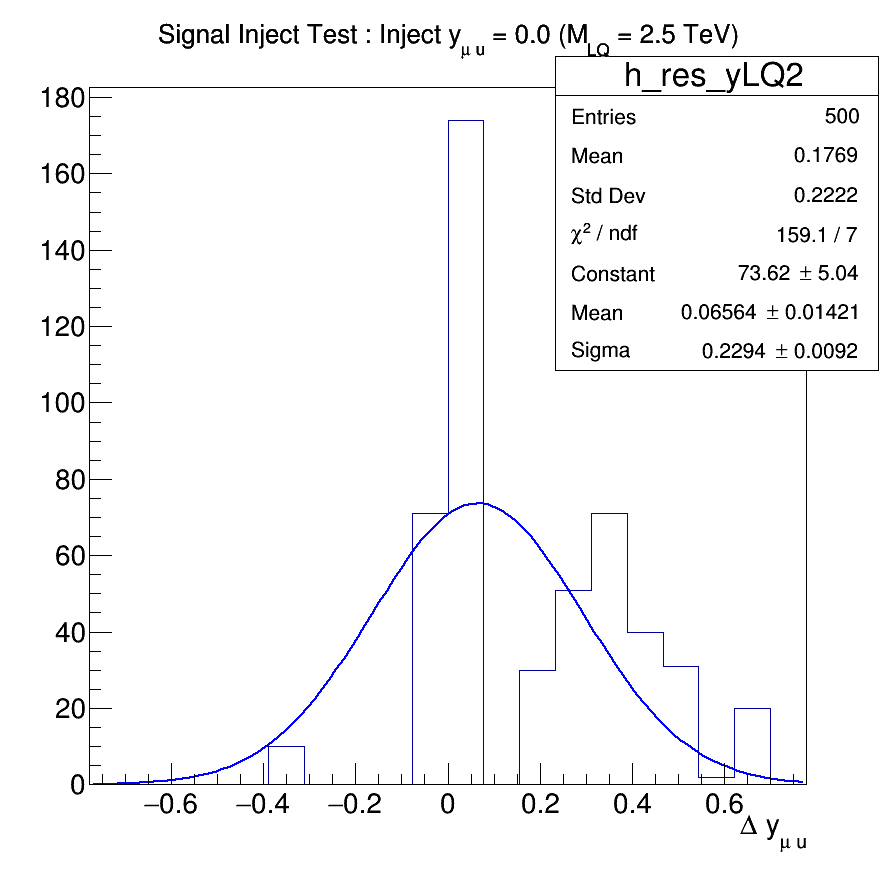 Signal Inject Test : Inject y_μ u = 0.0 (M_LQ = 2.5 TeV)
h_res_yLQ2
Entries 500
Mean 0.1769
Std Dev 0.2222
χ² / ndf 159.1 / 7
Constant 73.62 ± 5.04
Mean 0.06564 ± 0.01421
Sigma 0.2294 ± 0.0092
180
160
140
120
100
80
60
40
20
0
−0.6 −0.4 −0.2 0 0.2 0.4 0.6
Δ y_μ u